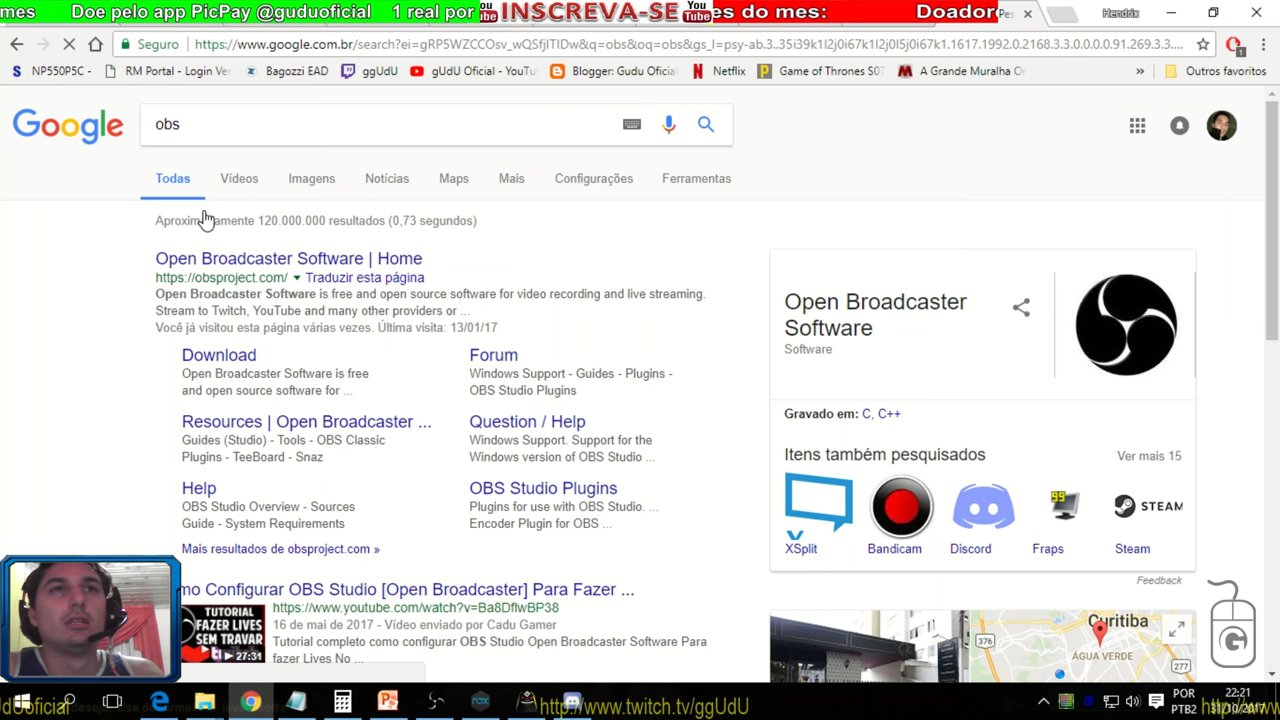 mes Doe pelo app PicPay @guduoficial 1 real por
You Tube INSCREVA-SE You Tube
es do mes: Doadore
Hendrix
Seguro https://www.google.com.br/search?ei=gRP5WZCCOsv_wQSfjITIDw&q=obs&oq=obs&gs_l=psy-ab.3..35i39k1l2j0i67k1l2j0l5j0i67k1.1617.1992.0.2168.3.3.0.0.0.0.91.269.3.3....
NP550P5C - RM Portal - Login Ve Bagozzi EAD ggUdU gUdU Oficial - YouTu Blogger: Gudu Oficia Netflix Game of Thrones S07 A Grande Muralha O » Outros favoritos
Google obs
Todas Vídeos Imagens Notícias Maps Mais Configurações Ferramentas
Aproximadamente 120.000.000 resultados (0,73 segundos)
Open Broadcaster Software | Home
https://obsproject.com/ Traduzir esta página
Open Broadcaster Software is free and open source software for video recording and live streaming.
Stream to Twitch, YouTube and many other providers or ...
Você já visitou esta página várias vezes. Última visita: 13/01/17
Download
Open Broadcaster Software is free
and open source software for ...
Forum
Windows Support - Guides - Plugins -
OBS Studio Plugins
Resources | Open Broadcaster ...
Guides (Studio) - Tools - OBS Classic
Plugins - TeeBoard - Snaz
Question / Help
Windows Support. Support for the
Windows version of OBS Studio ...
Help
OBS Studio Overview - Sources
Guide - System Requirements
OBS Studio Plugins
Plugins for use with OBS Studio. ...
Encoder Plugin for OBS ...
Mais resultados de obsproject.com »
mo Configurar OBS Studio [Open Broadcaster] Para Fazer ...
https://www.youtube.com/watch?v=Ba8DflwBP38
16 de mai de 2017 - Vídeo enviado por Cadu Gamer
Tutorial completo como configurar OBS Studio Open Broadcaster Software Para
fazer Lives No ...
TUTORIAL
FAZER LIVES
SEM TRAVAR
27:31
Open Broadcaster
Software
Software
Gravado em: C, C++
Itens também pesquisados Ver mais 15
99
STEAM
XSplit Bandicam Discord Fraps Steam
Feedback
Curitiba
376
ÁGUA VERDE
277
G
UdUoficial http://www.twitch.tv/ggUdU http://ww
POR
PTB2
22:21
31/10/2017